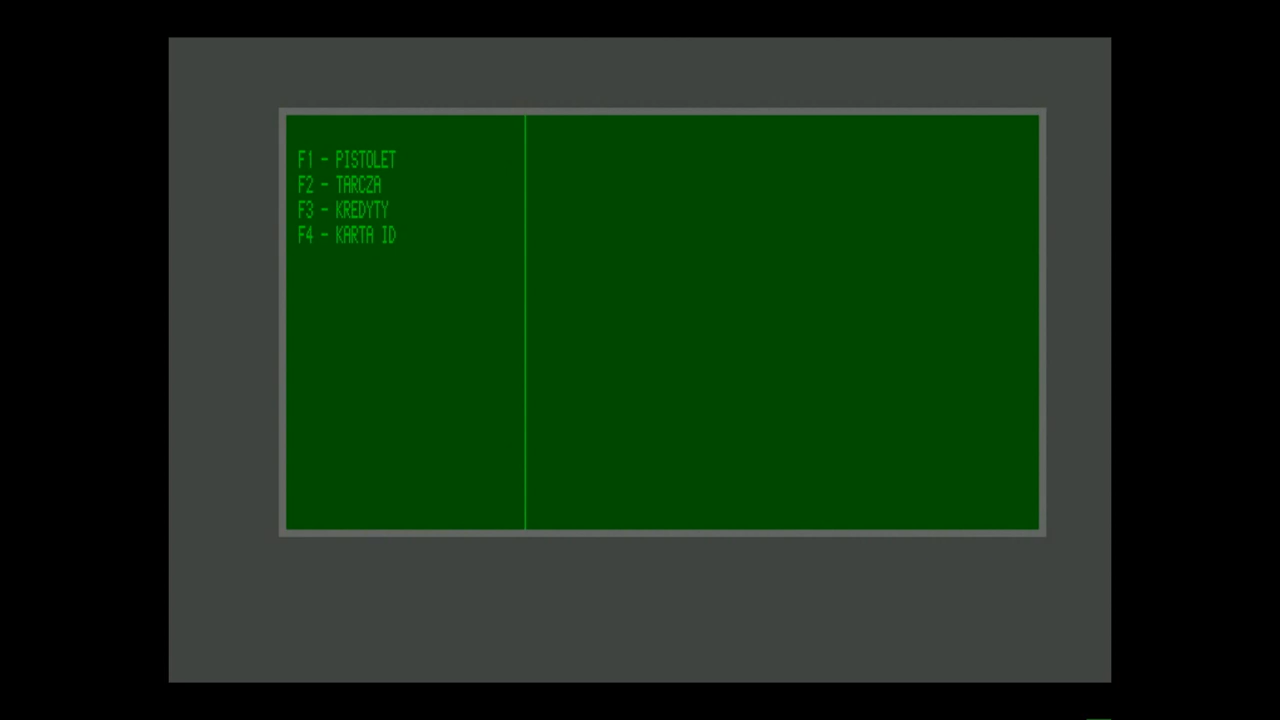 F1 - PISTOLET
F2 - TARCZA
F3 - KREDYTY
F4 - KARTA ID